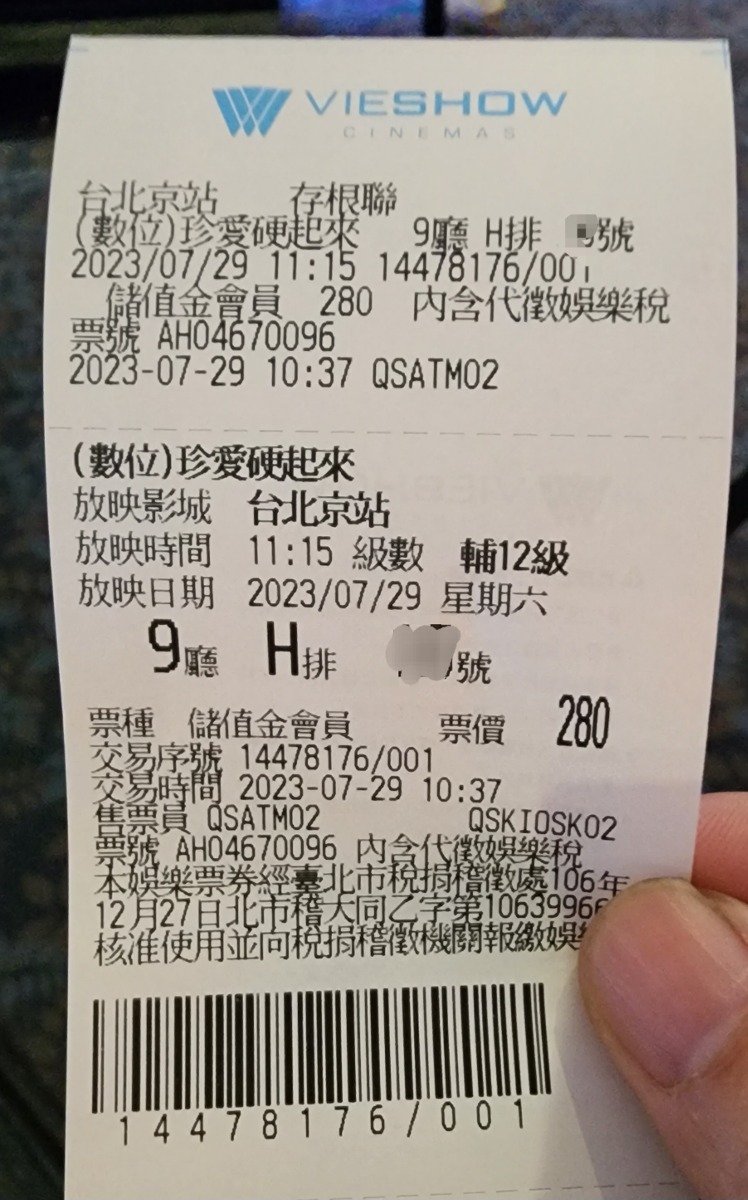 VIESHOW
CINEMAS
台北京站 存根聯
(數位)珍愛硬起來 9廳 H排 號
2023/07/29 11:15 14478176/001
儲值金會員 280 內含代徵娛樂稅
票號 AH04670096
2023-07-29 10:37 QSATM02
(數位)珍愛硬起來
放映影城 台北京站
放映時間 11:15 級數 輔12級
放映日期 2023/07/29 星期六
9廳 H排 號
票種 儲值金會員 票價 280
交易序號 14478176/001
交易時間 2023-07-29 10:37
售票員 QSATM02 QSKIOSK02
票號 AH04670096 內含代徵娛樂稅
本娛樂票券經臺北市稅捐稽徵處106年
12月27日北市稽大同乙字第10639966
核准使用並向稅捐稽徵機關報繳娛
14478176/001